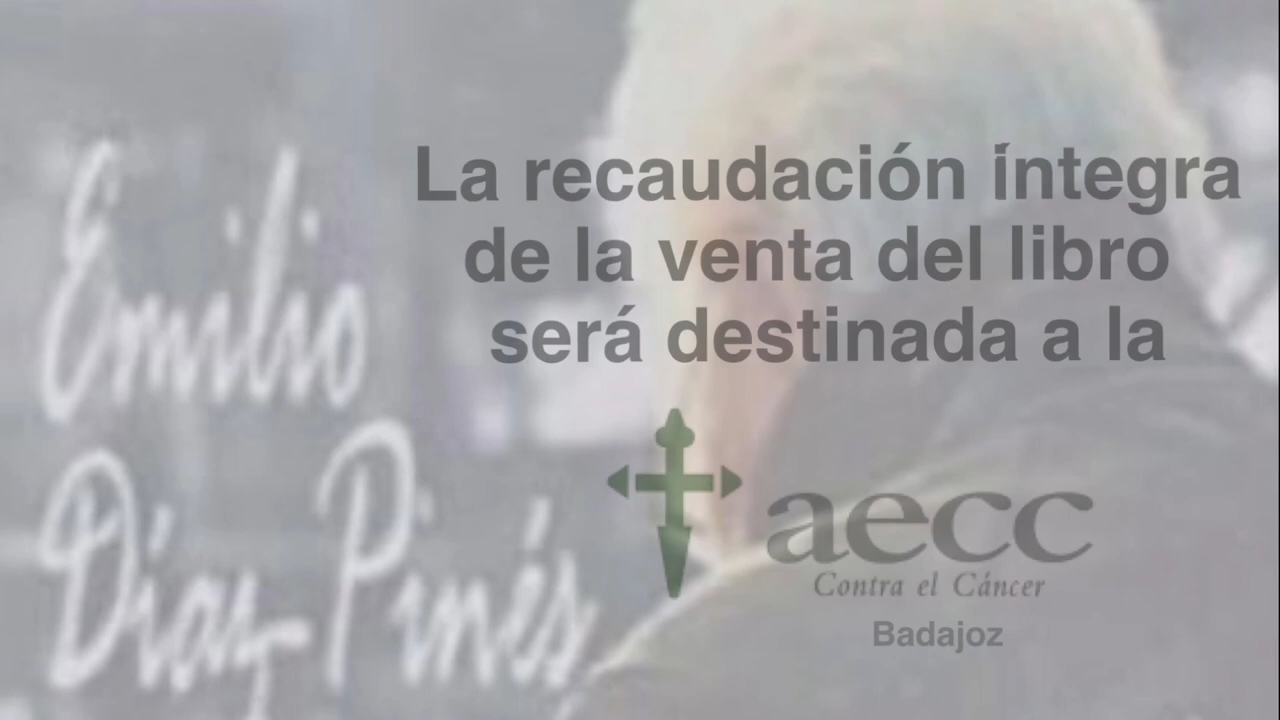 Emilio
Díaz-Pinés
La recaudación íntegra
de la venta del libro
será destinada a la
aecc
Contra el Cáncer
Badajoz